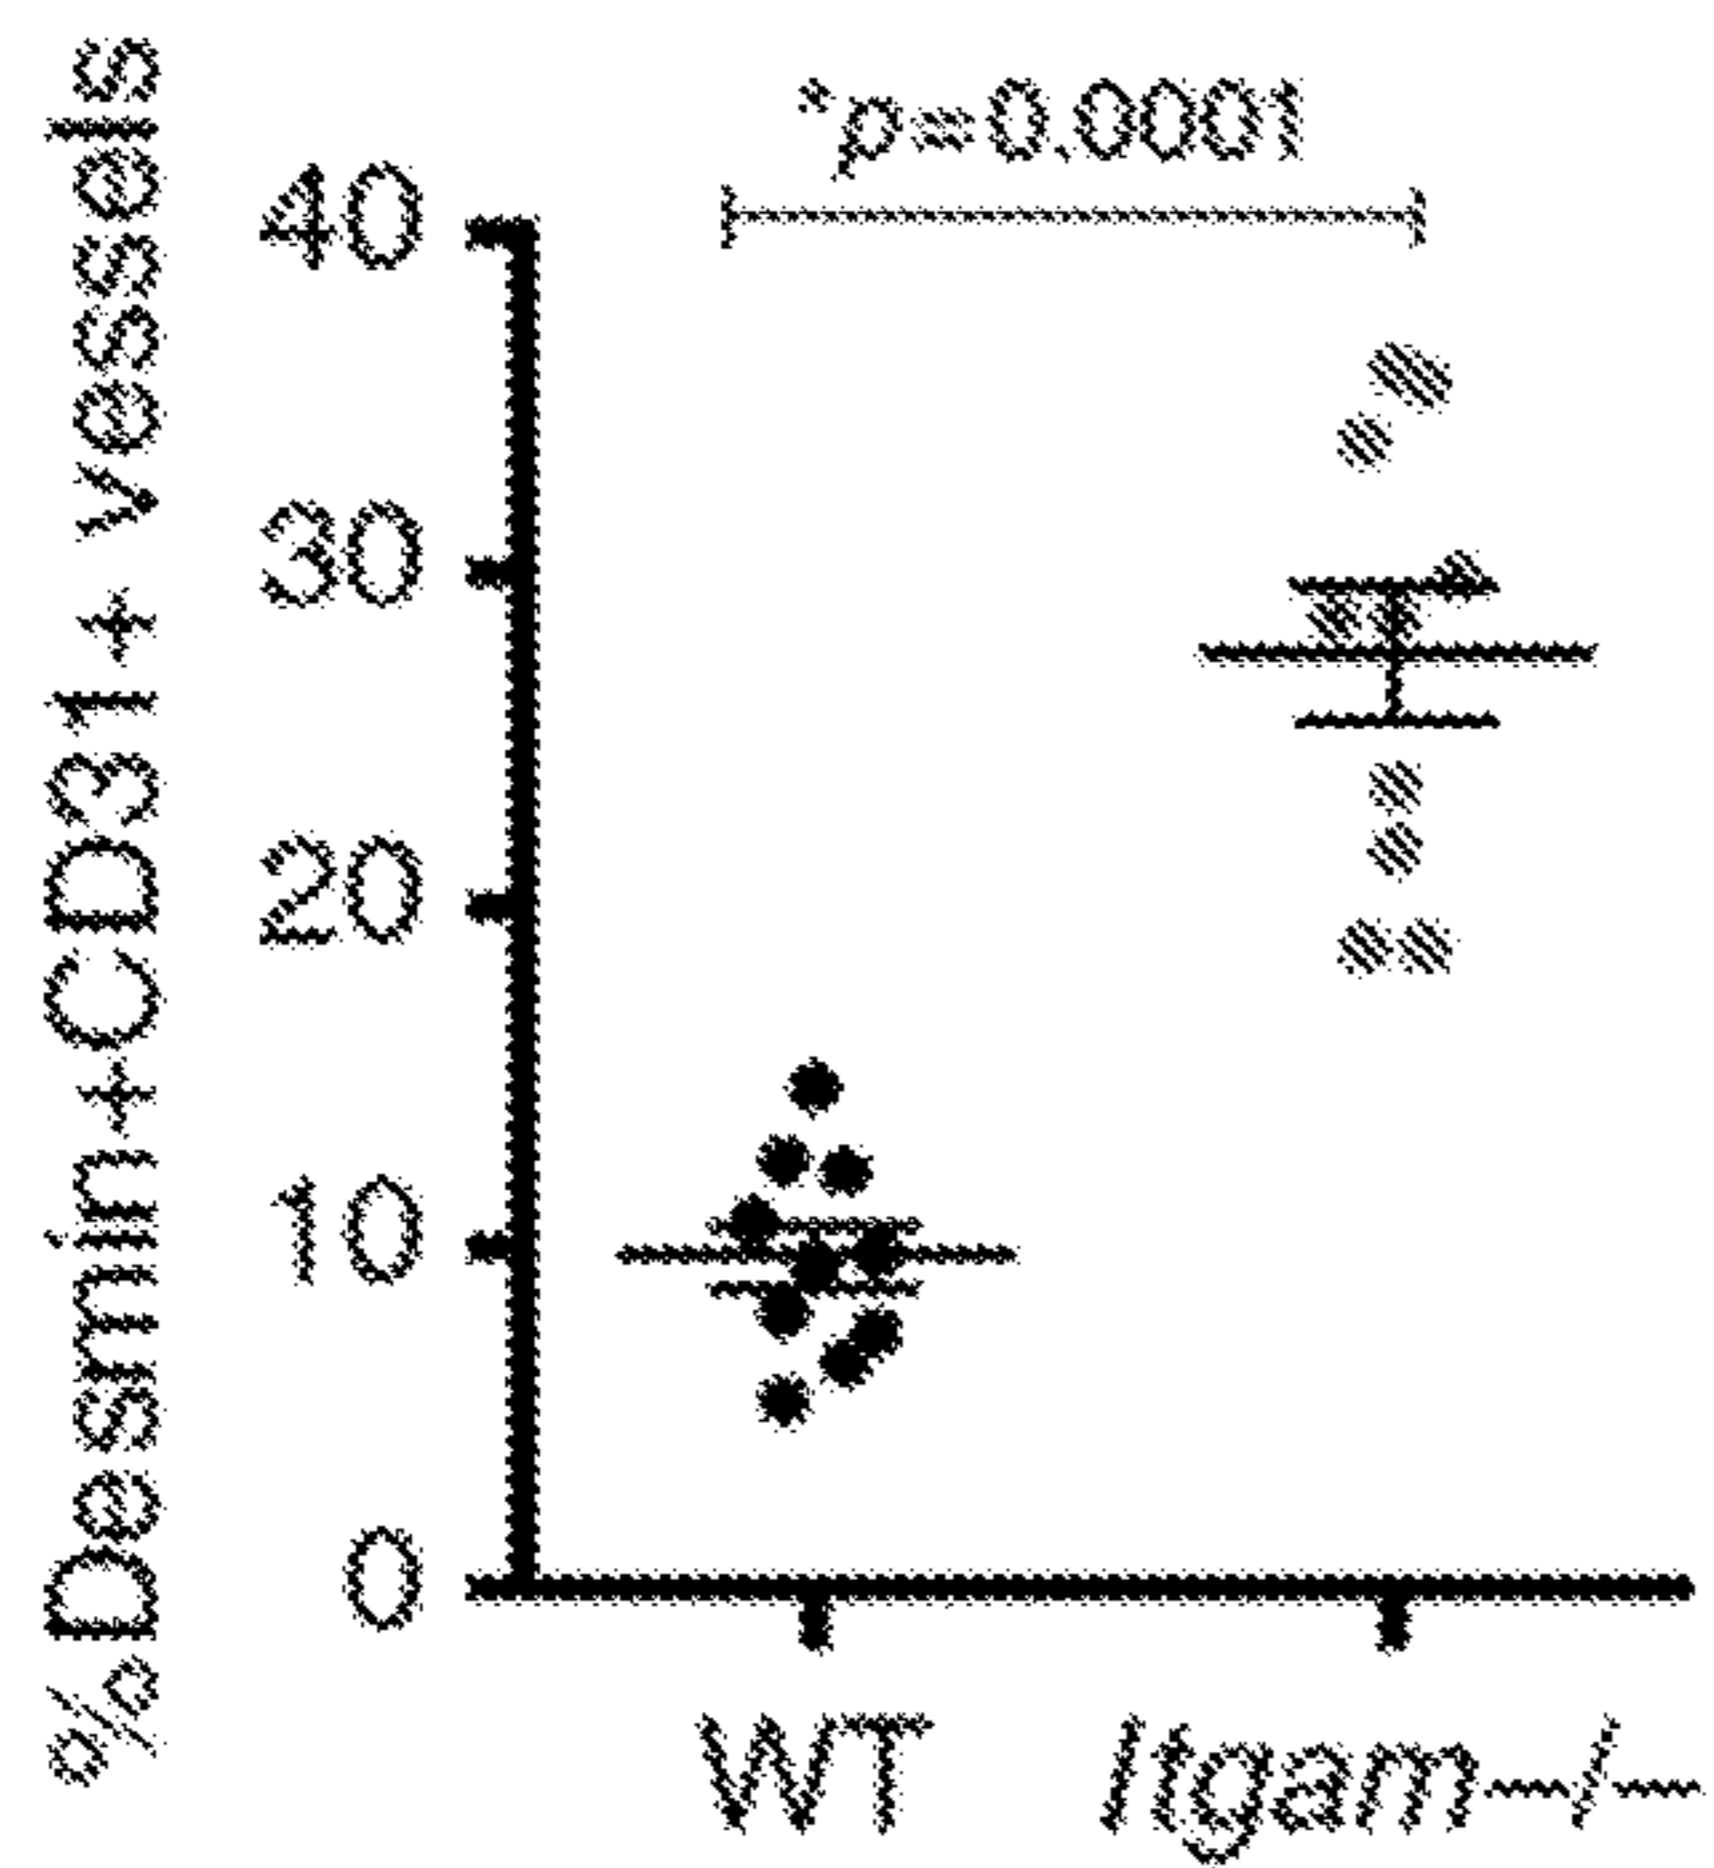 %Desmin+CD31+ vessels
*p=0.0001
40
30
20
10
0
WT
Itgam-/-